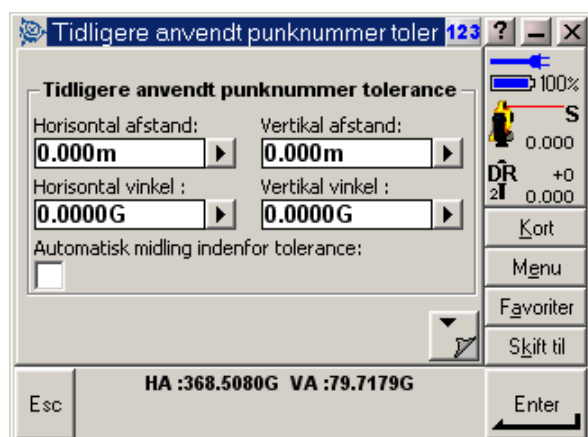 Tidligere anvendt punknummer toler 123 ?
100%
Tidligere anvendt punknummer tolerance
S
Horisontal afstand: Vertikal afstand:
0.000
0.000m 0.000m
DR +0
Horisontal vinkel : Vertikal vinkel :
2 0.000
0.0000G 0.0000G
Kort
Automatisk midling indenfor tolerance:
Menu
Favoriter
Skift til
HA :368.5080G VA :79.7179G
Esc
Enter